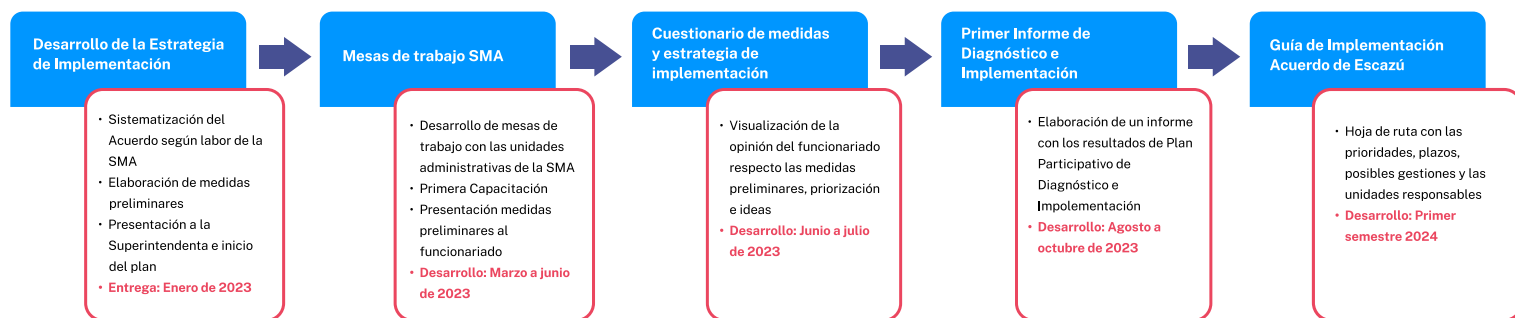 Desarrollo de la Estrategia
de Implementación
• Sistematización del
Acuerdo según labor de la
SMA
• Elaboración de medidas
preliminares
• Presentación a la
Superintendenta e inicio
del plan
• Entrega: Enero de 2023
Mesas de trabajo SMA
• Desarrollo de mesas de
trabajo con las unidades
administrativas de la SMA
• Primera Capacitación
• Presentación medidas
preliminares al
funcionariado
• Desarrollo: Marzo a junio
de 2023
Cuestionario de medidas
y estrategia de
implementación
• Visualización de la
opinión del funcionariado
respecto las medidas
preliminares, priorización
e ideas
• Desarrollo: Junio a julio
de 2023
Primer Informe de
Diagnóstico e
Implementación
• Elaboración de un informe
con los resultados de Plan
Participativo de
Diagnóstico e
Impolementación
• Desarrollo: Agosto a
octubre de 2023
Guía de Implementación
Acuerdo de Escazú
• Hoja de ruta con las
prioridades, plazos,
posibles gestiones y las
unidades responsables
• Desarrollo: Primer
semestre 2024